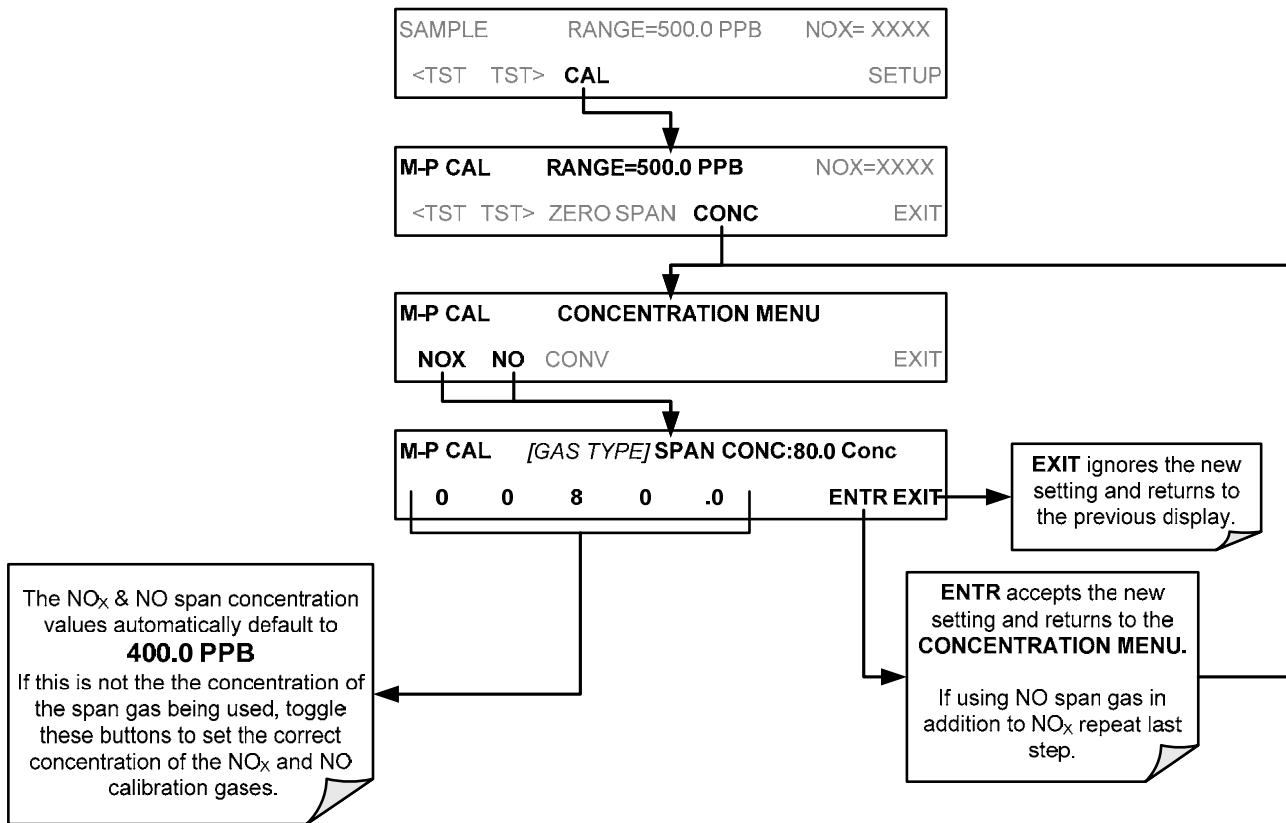 SAMPLE RANGE=500.0 PPB NOX= XXXX
<TST TST> CAL SETUP
M-P CAL RANGE=500.0 PPB NOX=XXXX
<TST TST> ZERO SPAN CONC EXIT
M-P CAL CONCENTRATION MENU
NOX NO CONV EXIT
M-P CAL [GAS TYPE] SPAN CONC:80.0 Conc
0 0 8 0 .0 ENTR EXIT
EXIT ignores the new
setting and returns to
the previous display.
The NOX & NO span concentration
values automatically default to
400.0 PPB
If this is not the the concentration of
the span gas being used, toggle
these buttons to set the correct
concentration of the NOX and NO
calibration gases.
ENTR accepts the new
setting and returns to the
CONCENTRATION MENU.
If using NO span gas in
addition to NOX repeat last
step.